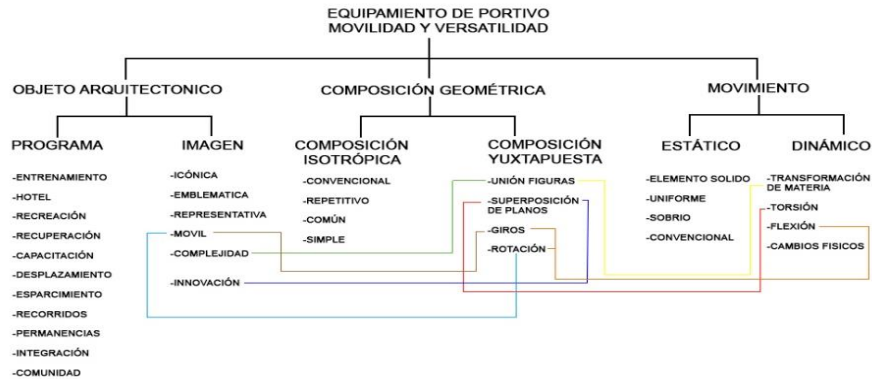 EQUIPAMIENTO DE PORTIVO
MOVILIDAD Y VERSATILIDAD
OBJETO ARQUITECTONICO
COMPOSICIÓN GEOMÉTRICA
MOVIMIENTO
PROGRAMA
-ENTRENAMIENTO
-HOTEL
-RECREACIÓN
-RECUPERACIÓN
-CAPACITACIÓN
-DESPLAZAMIENTO
-ESPARCIMIENTO
-RECORRIDOS
-PERMANENCIAS
-INTEGRACIÓN
-COMUNIDAD
IMAGEN
-ICÓNICA
-EMBLEMATICA
-REPRESENTATIVA
-MOVIL
-COMPLEJIDAD
-INNOVACIÓN
COMPOSICIÓN
ISOTRÓPICA
-CONVENCIONAL
-REPETITIVO
-COMÚN
-SIMPLE
COMPOSICIÓN
YUXTAPUESTA
-UNIÓN FIGURAS
-SUPERPOSICIÓN
DE PLANOS
-GIROS
-ROTACIÓN
ESTÁTICO
-ELEMENTO SOLIDO
-UNIFORME
-SOBRIO
-CONVENCIONAL
DINÁMICO
-TRANSFORMACIÓN
DE MATERIA
-TORSIÓN
-FLEXIÓN
-CAMBIOS FISICOS